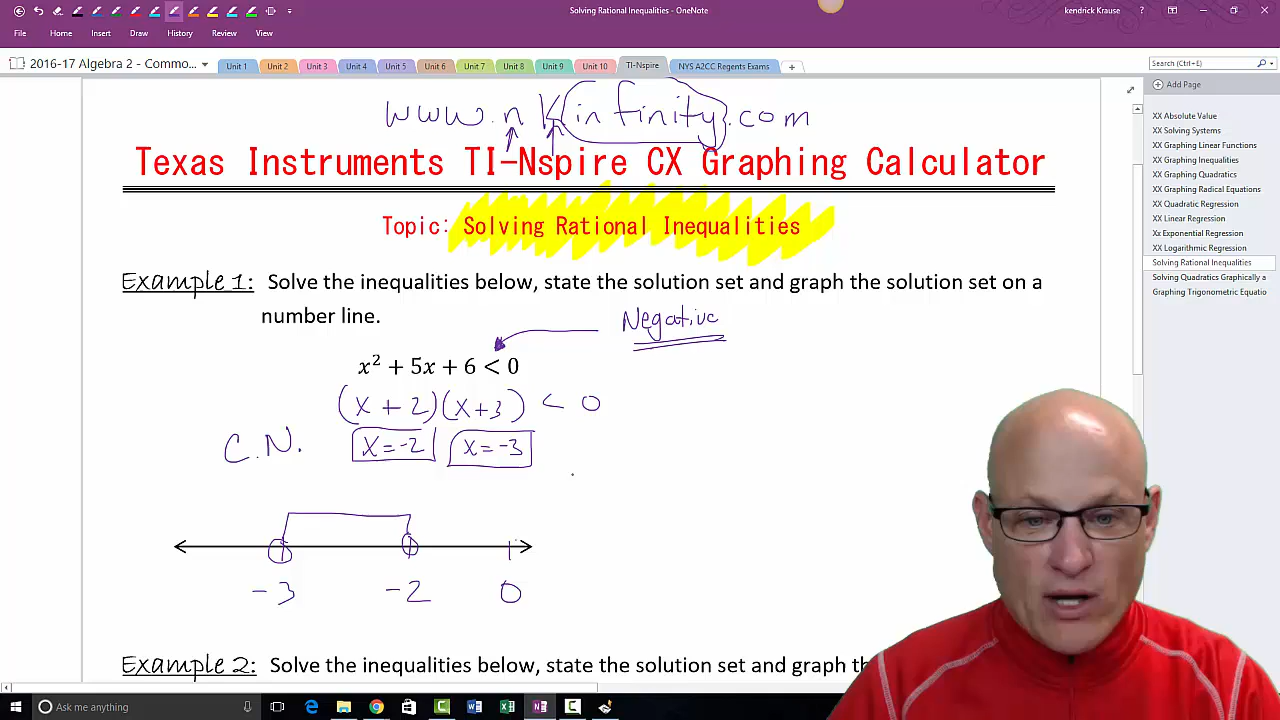 Solving Rational Inequalities - OneNote
kendrick Krause
?
File Home Insert Draw History Review View
2016-17 Algebra 2 - Commo...
Unit 1 Unit 2 Unit 3 Unit 4 Unit 5 Unit 6 Unit 7 Unit 8 Unit 9 Unit 10 TI-Nspire NYS A2CC Regents Exams +
Search (Ctrl+E)
Add Page
XX Absolute Value
XX Solving Systems
XX Graphing Linear Functions
XX Graphing Inequalities
XX Graphing Quadratics
XX Graphing Radical Equations
XX Quadratic Regression
XX Linear Regression
Xx Exponential Regression
XX Logarithmic Regression
Solving Rational Inequalities
Solving Quadratics Graphically a
Graphing Trigonometric Equatio
www.nKinfinity.com
Texas Instruments TI-Nspire CX Graphing Calculator
Topic: Solving Rational Inequalities
Example 1: Solve the inequalities below, state the solution set and graph the solution set on a
number line.
Negative
x² + 5x + 6 < 0
(x + 2)(x+3) < 0
C.N. x=-2 x=-3
-3 -2 0
Example 2: Solve the inequalities below, state the solution set and graph the
Ask me anything